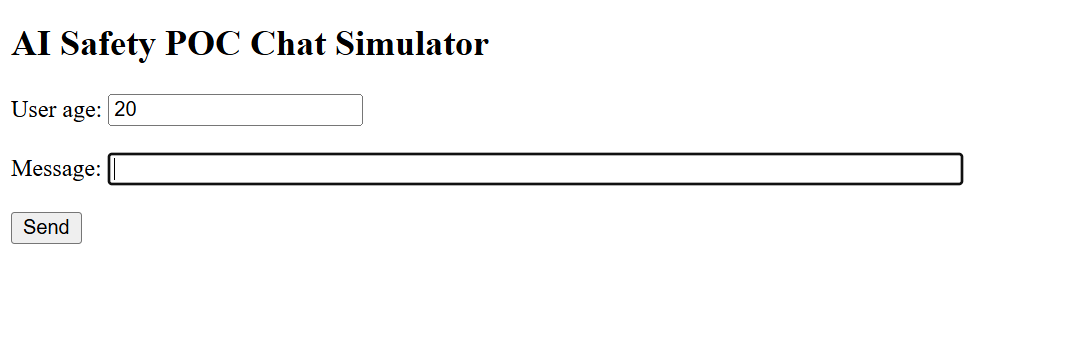 AI Safety POC Chat Simulator
User age: 20
Message:
Send